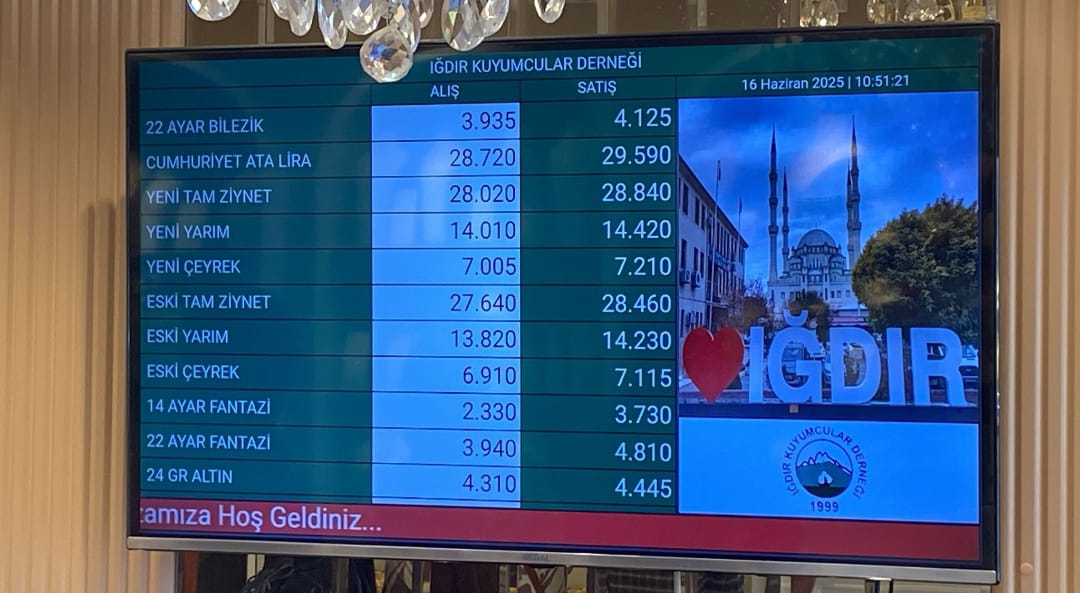 IĞDIR KUYUMCULAR DERNEĞİ
ALIŞ SATIŞ 16 Haziran 2025 | 10:51:21
22 AYAR BİLEZİK 3.935 4.125
CUMHURİYET ATA LİRA 28.720 29.590
YENİ TAM ZİYNET 28.020 28.840
YENİ YARIM 14.010 14.420
YENİ ÇEYREK 7.005 7.210
ESKİ TAM ZİYNET 27.640 28.460
ESKİ YARIM 13.820 14.230
ESKİ ÇEYREK 6.910 7.115
14 AYAR FANTAZİ 2.330 3.730
22 AYAR FANTAZİ 3.940 4.810
24 GR ALTIN 4.310 4.445
IĞDIR
IĞDIR KUYUMCULAR DERNEĞİ
1999
zamıza Hoş Geldiniz...